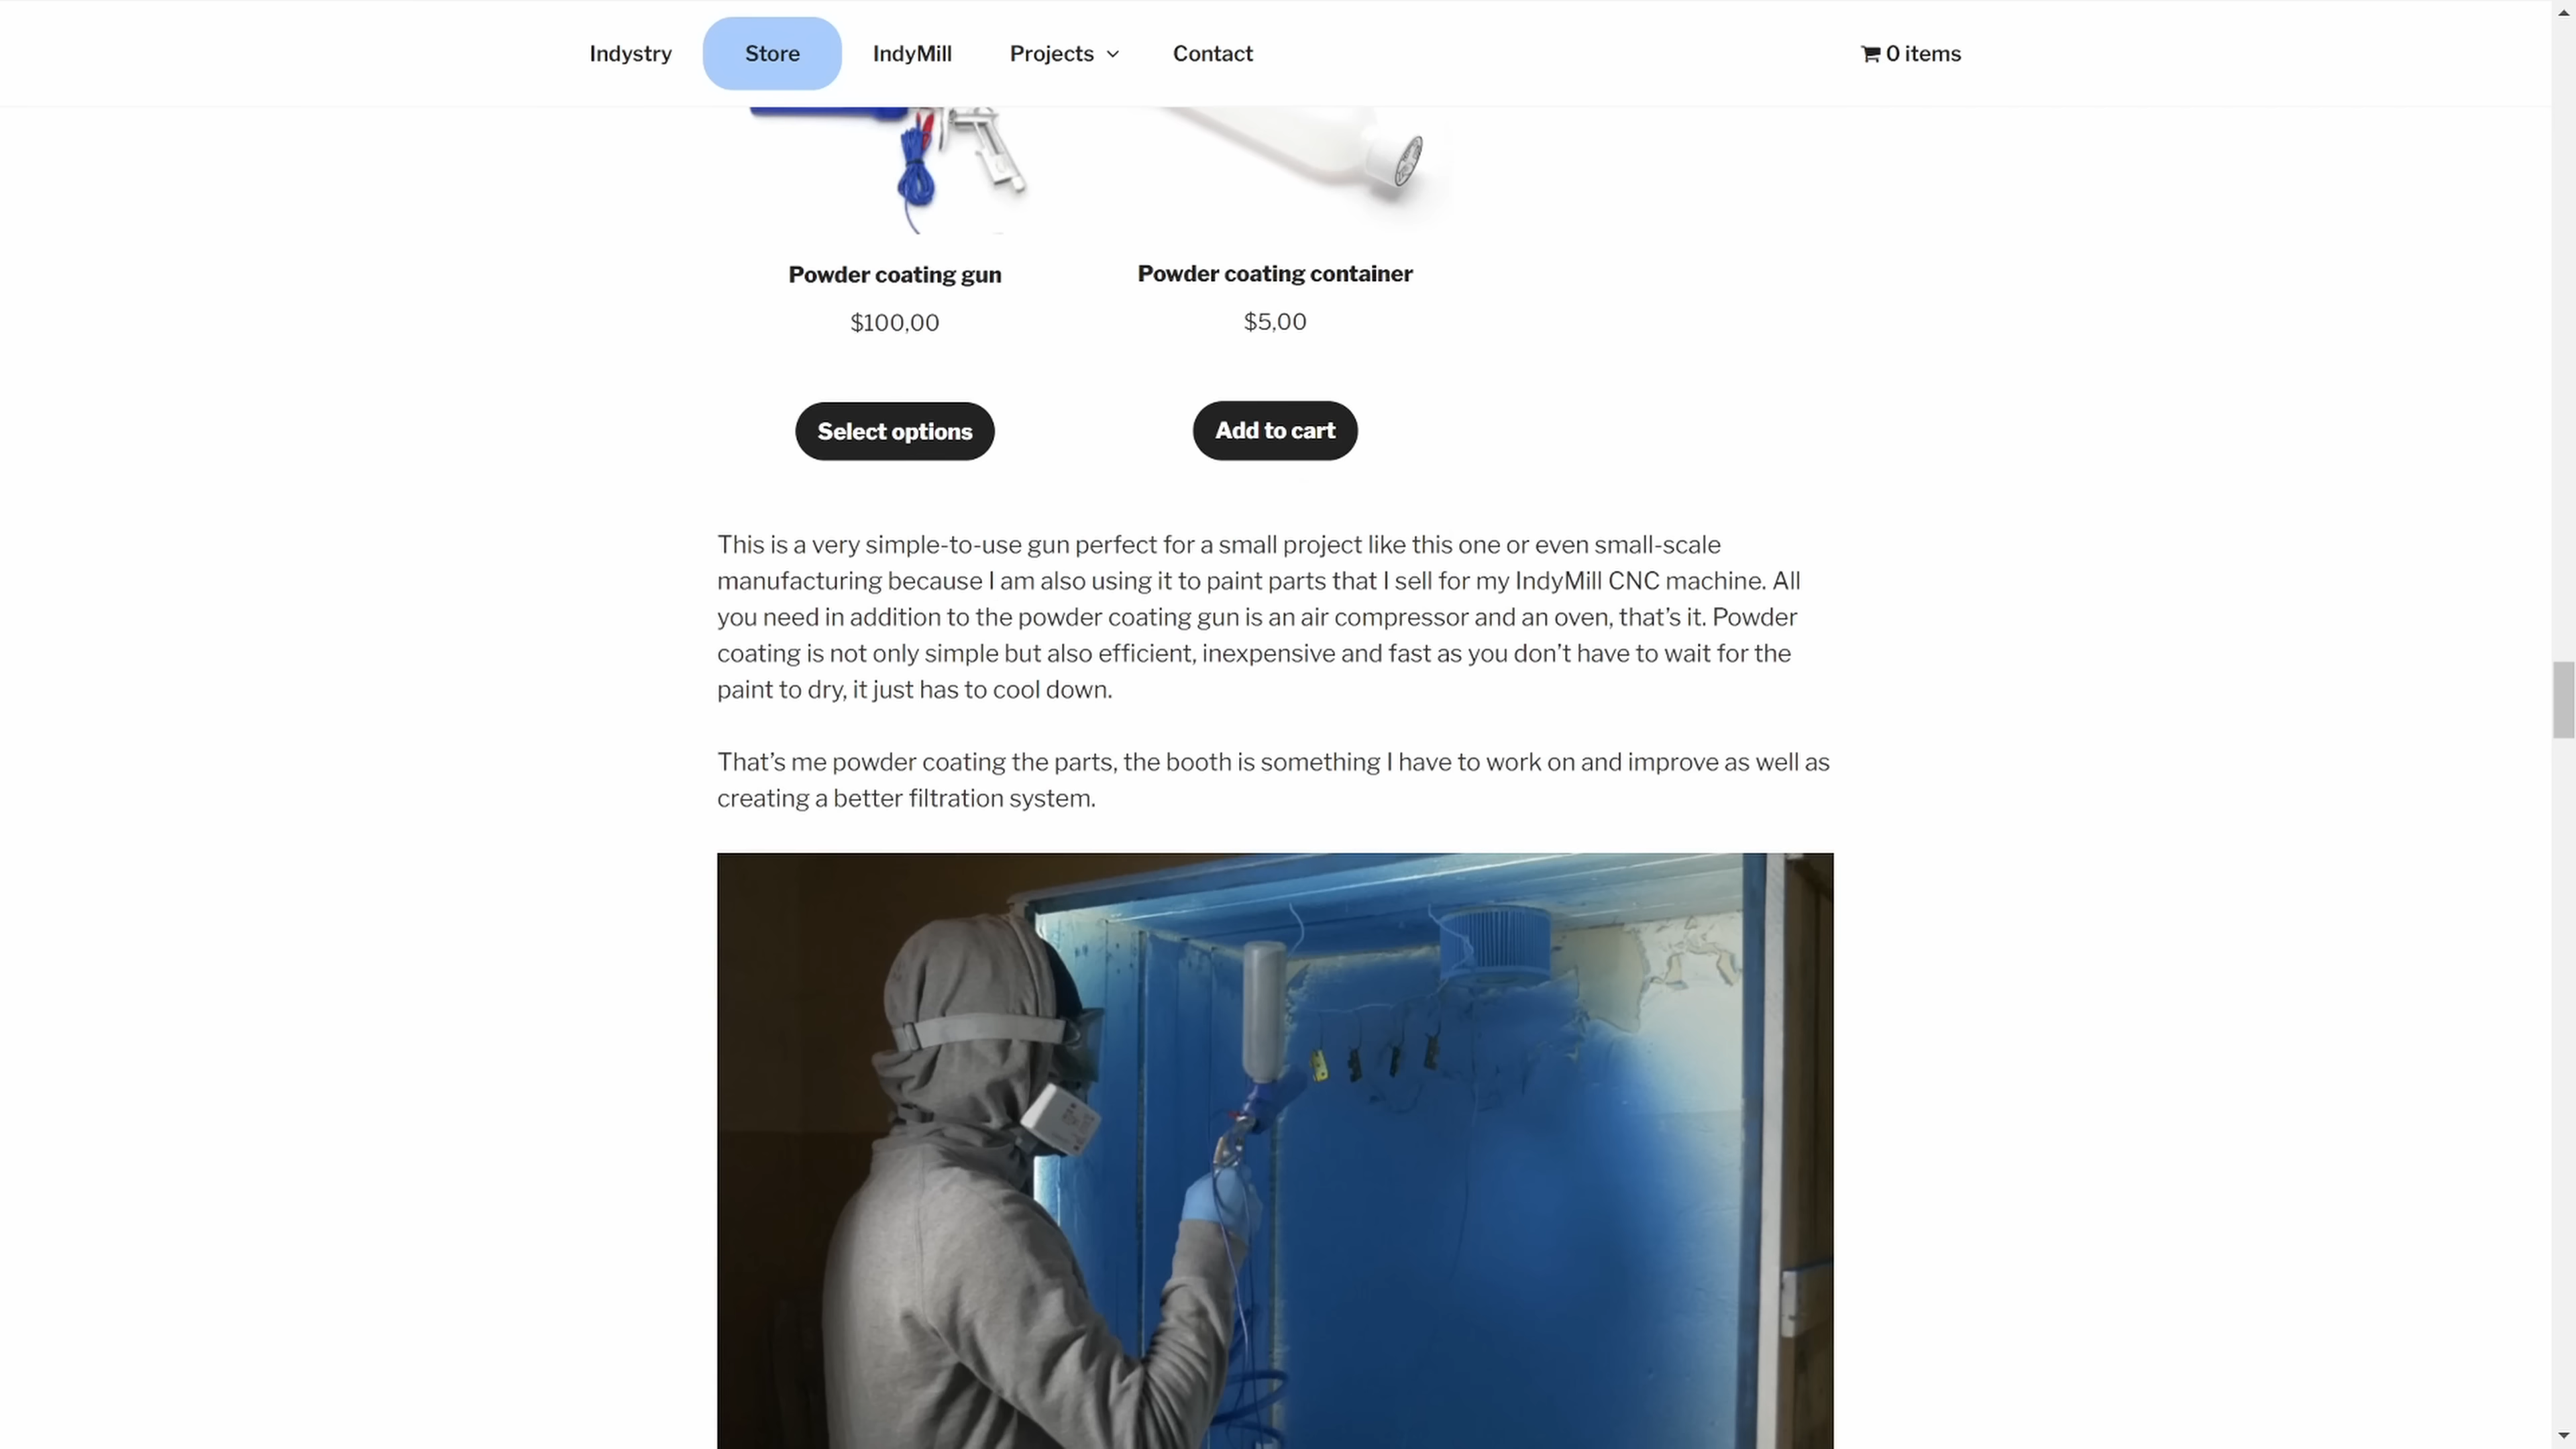 Indystry
Store
IndyMill
Projects
Contact
0 items
Powder coating gun
Powder coating container
$100,00
$5,00
Select options
Add to cart
This is a very simple-to-use gun perfect for a small project like this one or even small-scale
manufacturing because I am also using it to paint parts that I sell for my IndyMill CNC machine. All
you need in addition to the powder coating gun is an air compressor and an oven, that’s it. Powder
coating is not only simple but also efficient, inexpensive and fast as you don’t have to wait for the
paint to dry, it just has to cool down.
That’s me powder coating the parts, the booth is something I have to work on and improve as well as
creating a better filtration system.